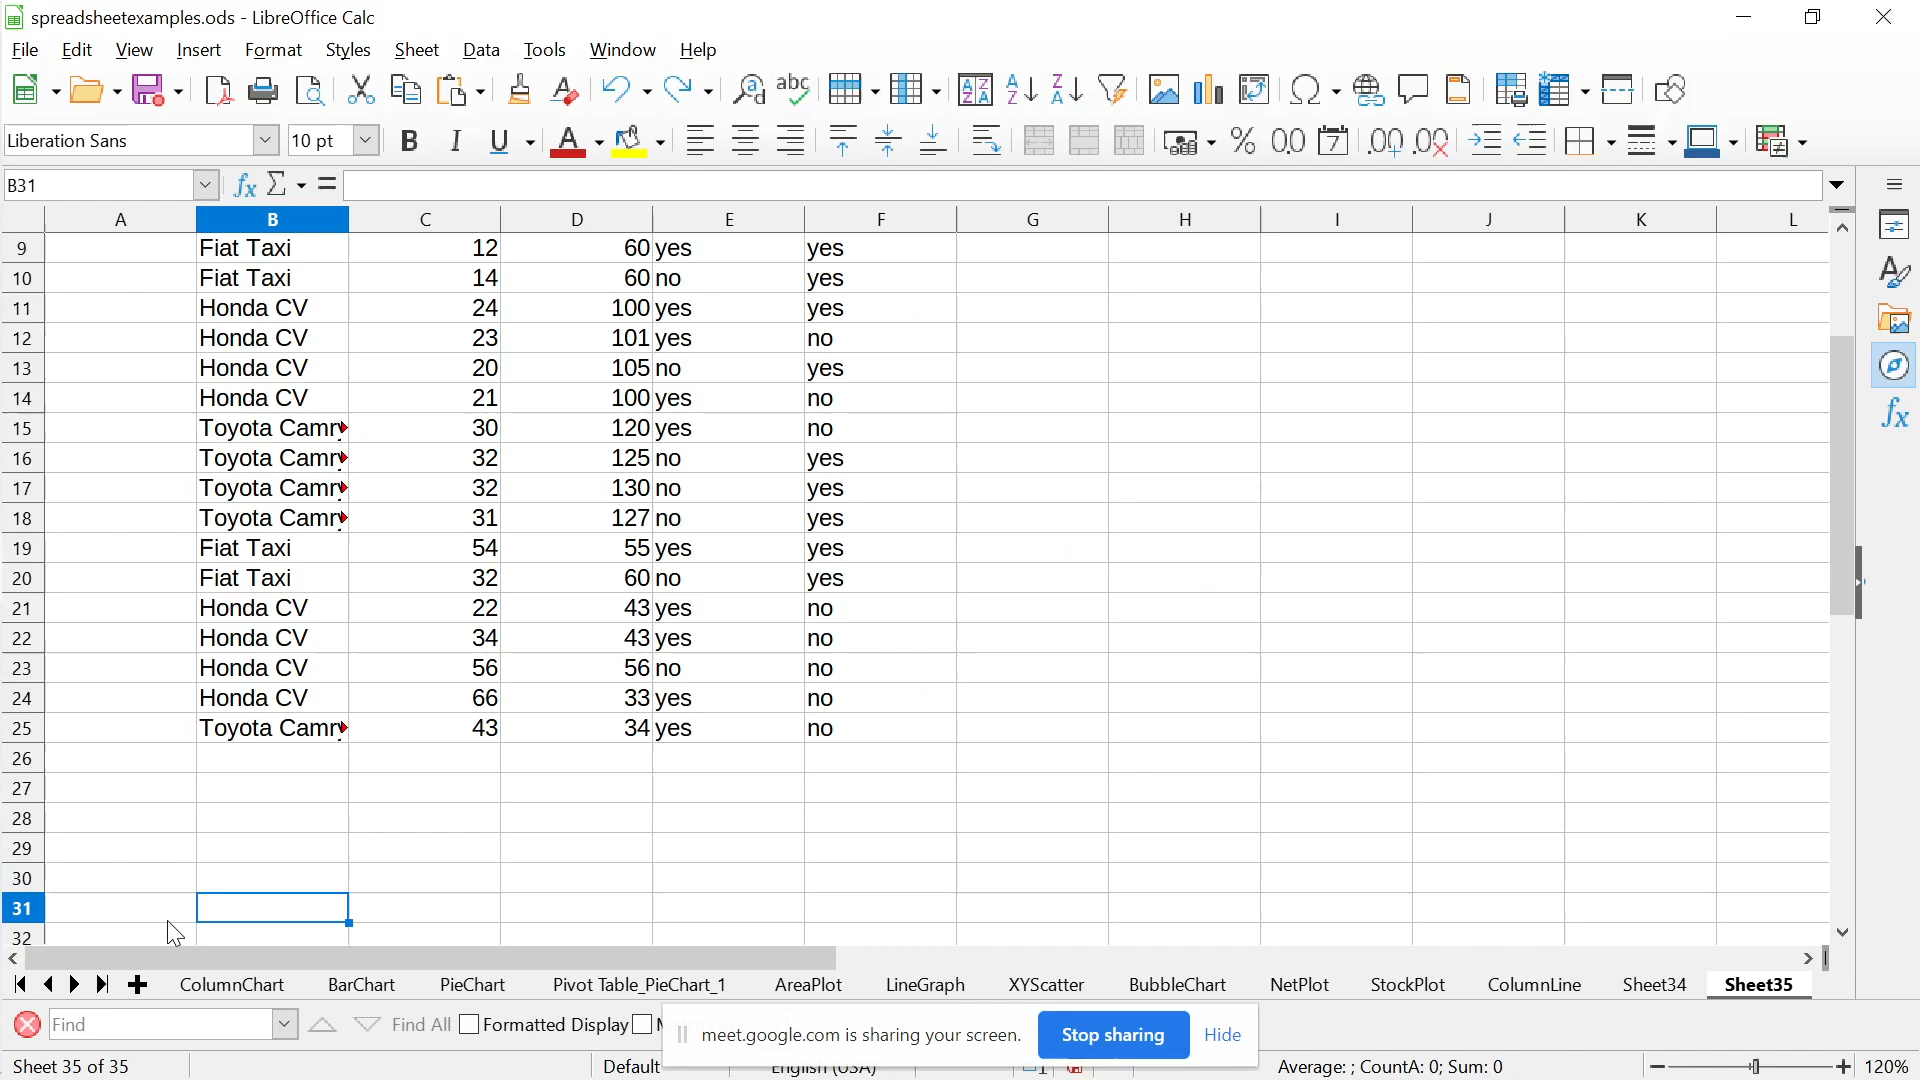 spreadsheetexamples.ods - LibreOffice Calc
File Edit View Insert Format Styles Sheet Data Tools Window Help
Liberation Sans 10 pt
B31
A B C D E F G H I J K L
9 Fiat Taxi 12 60 yes yes
10 Fiat Taxi 14 60 no yes
11 Honda CV 24 100 yes yes
12 Honda CV 23 101 yes no
13 Honda CV 20 105 no yes
14 Honda CV 21 100 yes no
15 Toyota Camry 30 120 yes no
16 Toyota Camry 32 125 no yes
17 Toyota Camry 32 130 no yes
18 Toyota Camry 31 127 no yes
19 Fiat Taxi 54 55 yes yes
20 Fiat Taxi 32 60 no yes
21 Honda CV 22 43 yes no
22 Honda CV 34 43 yes no
23 Honda CV 56 56 no no
24 Honda CV 66 33 yes no
25 Toyota Camry 43 34 yes no
26
27
28
29
30
31
32
ColumnChart BarChart PieChart Pivot Table_PieChart_1 AreaPlot LineGraph XYScatter BubbleChart NetPlot StockPlot ColumnLine Sheet34 Sheet35
Find Find All Formatted Display
meet.google.com is sharing your screen. Stop sharing Hide
Sheet 35 of 35 Default English (USA) Average: ; CountA: 0; Sum: 0 120%